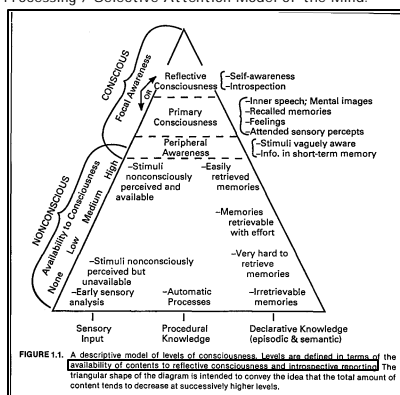 Processing / Selective Attention Model of the Mind.
CONSCIOUS
Focal Awareness
OR
Reflective
Consciousness
–Self-awareness
–Introspection
Primary
Consciousness
–Inner speech; Mental images
–Recalled memories
–Feelings
–Attended sensory percepts
Peripheral
Awareness
–Stimuli vaguely aware
–Info. in short-term memory
NONCONSCIOUS
Availability to Consciousness
None Low Medium High
–Stimuli
nonconsciously
perceived and
available
–Easily
retrieved
memories
–Memories
retrievable
with effort
–Very hard to
retrieve
memories
–Stimuli nonconsciously
perceived but
unavailable
–Early sensory
analysis
–Automatic
Processes
–Irretrievable
memories
Sensory
Input
Procedural
Knowledge
Declarative Knowledge
(episodic & semantic)
FIGURE 1.1. A descriptive model of levels of consciousness. Levels are defined in terms of the
availability of contents to reflective consciousness and introspective reporting. The
triangular shape of the diagram is intended to convey the idea that the total amount of
content tends to decrease at successively higher levels.